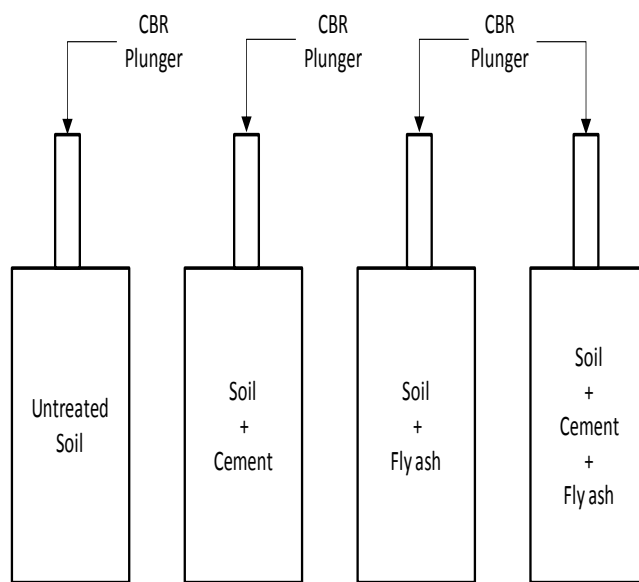 CBR
Plunger
CBR
Plunger
CBR
Plunger
Untreated
Soil
Soil
+
Cement
Soil
+
Fly ash
Soil
+
Cement
+
Fly ash